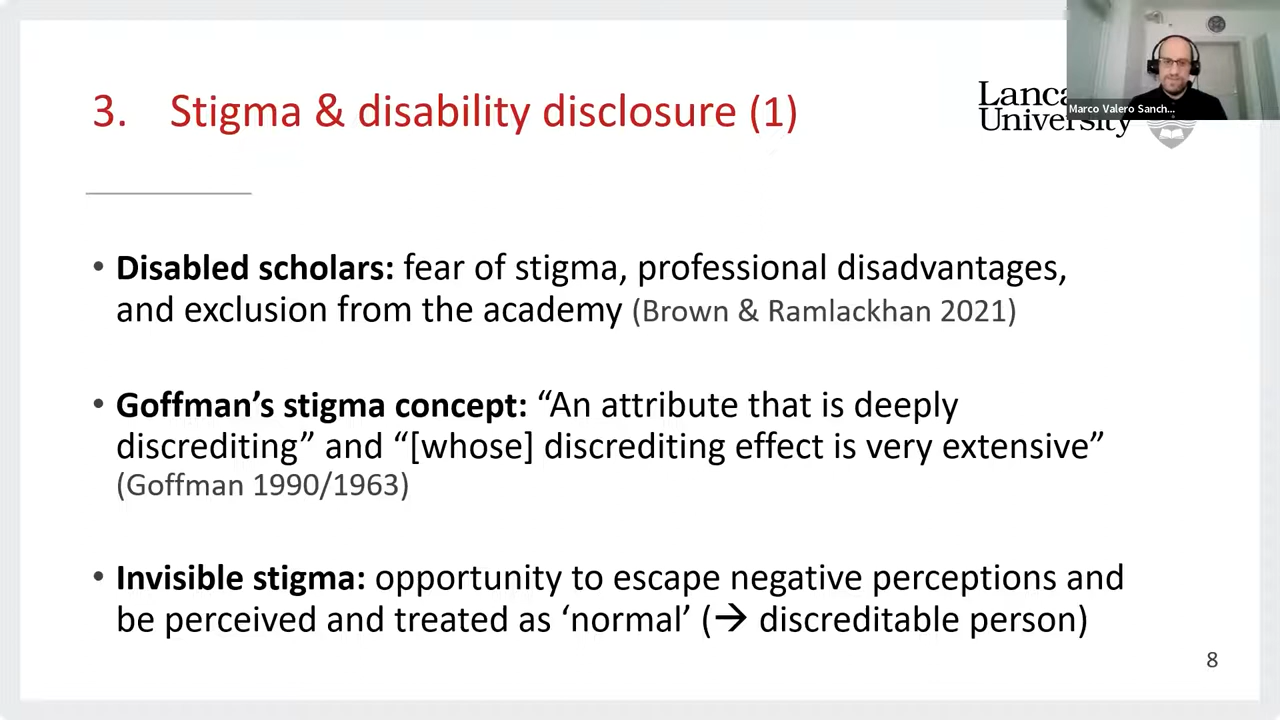 3. Stigma & disability disclosure (1)
Lanca
University
Marco Valero Sanch...
• Disabled scholars: fear of stigma, professional disadvantages,
and exclusion from the academy (Brown & Ramlackhan 2021)
• Goffman’s stigma concept: “An attribute that is deeply
discrediting” and “[whose] discrediting effect is very extensive”
(Goffman 1990/1963)
• Invisible stigma: opportunity to escape negative perceptions and
be perceived and treated as ‘normal’ (→ discreditable person)
8